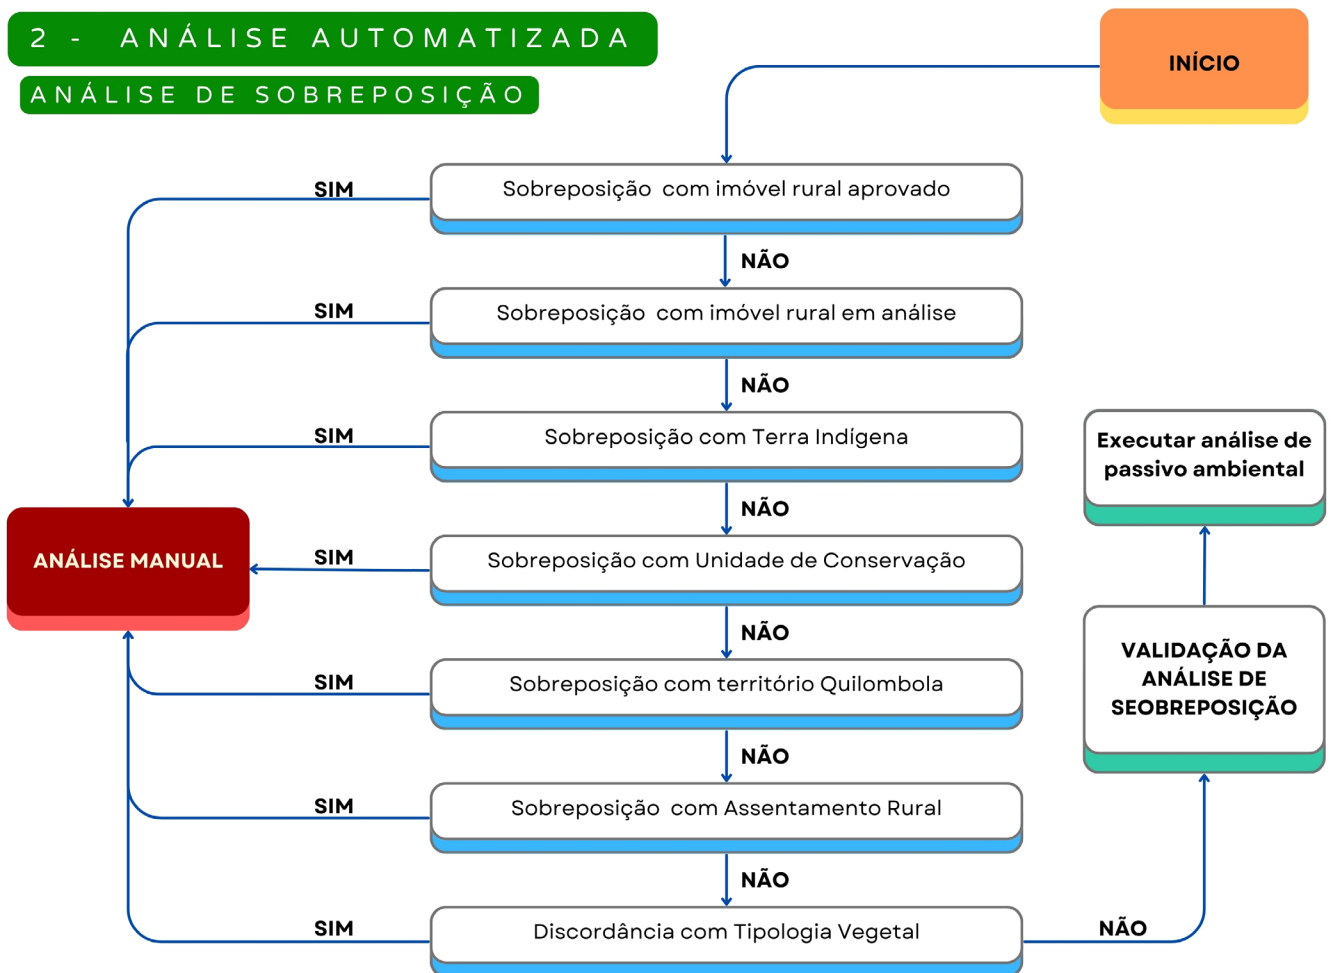 2 - ANÁLISE AUTOMATIZADA
ANÁLISE DE SOBREPOSIÇÃO
INÍCIO
SIM
Sobreposição com imóvel rural aprovado
NÃO
SIM
Sobreposição com imóvel rural em análise
NÃO
SIM
Sobreposição com Terra Indígena
NÃO
Executar análise de
passivo ambiental
ANÁLISE MANUAL
SIM
Sobreposição com Unidade de Conservação
NÃO
VALIDAÇÃO DA
ANÁLISE DE
SEOBREPOSIÇÃO
SIM
Sobreposição com território Quilombola
NÃO
SIM
Sobreposição com Assentamento Rural
NÃO
SIM
Discordância com Tipologia Vegetal
NÃO